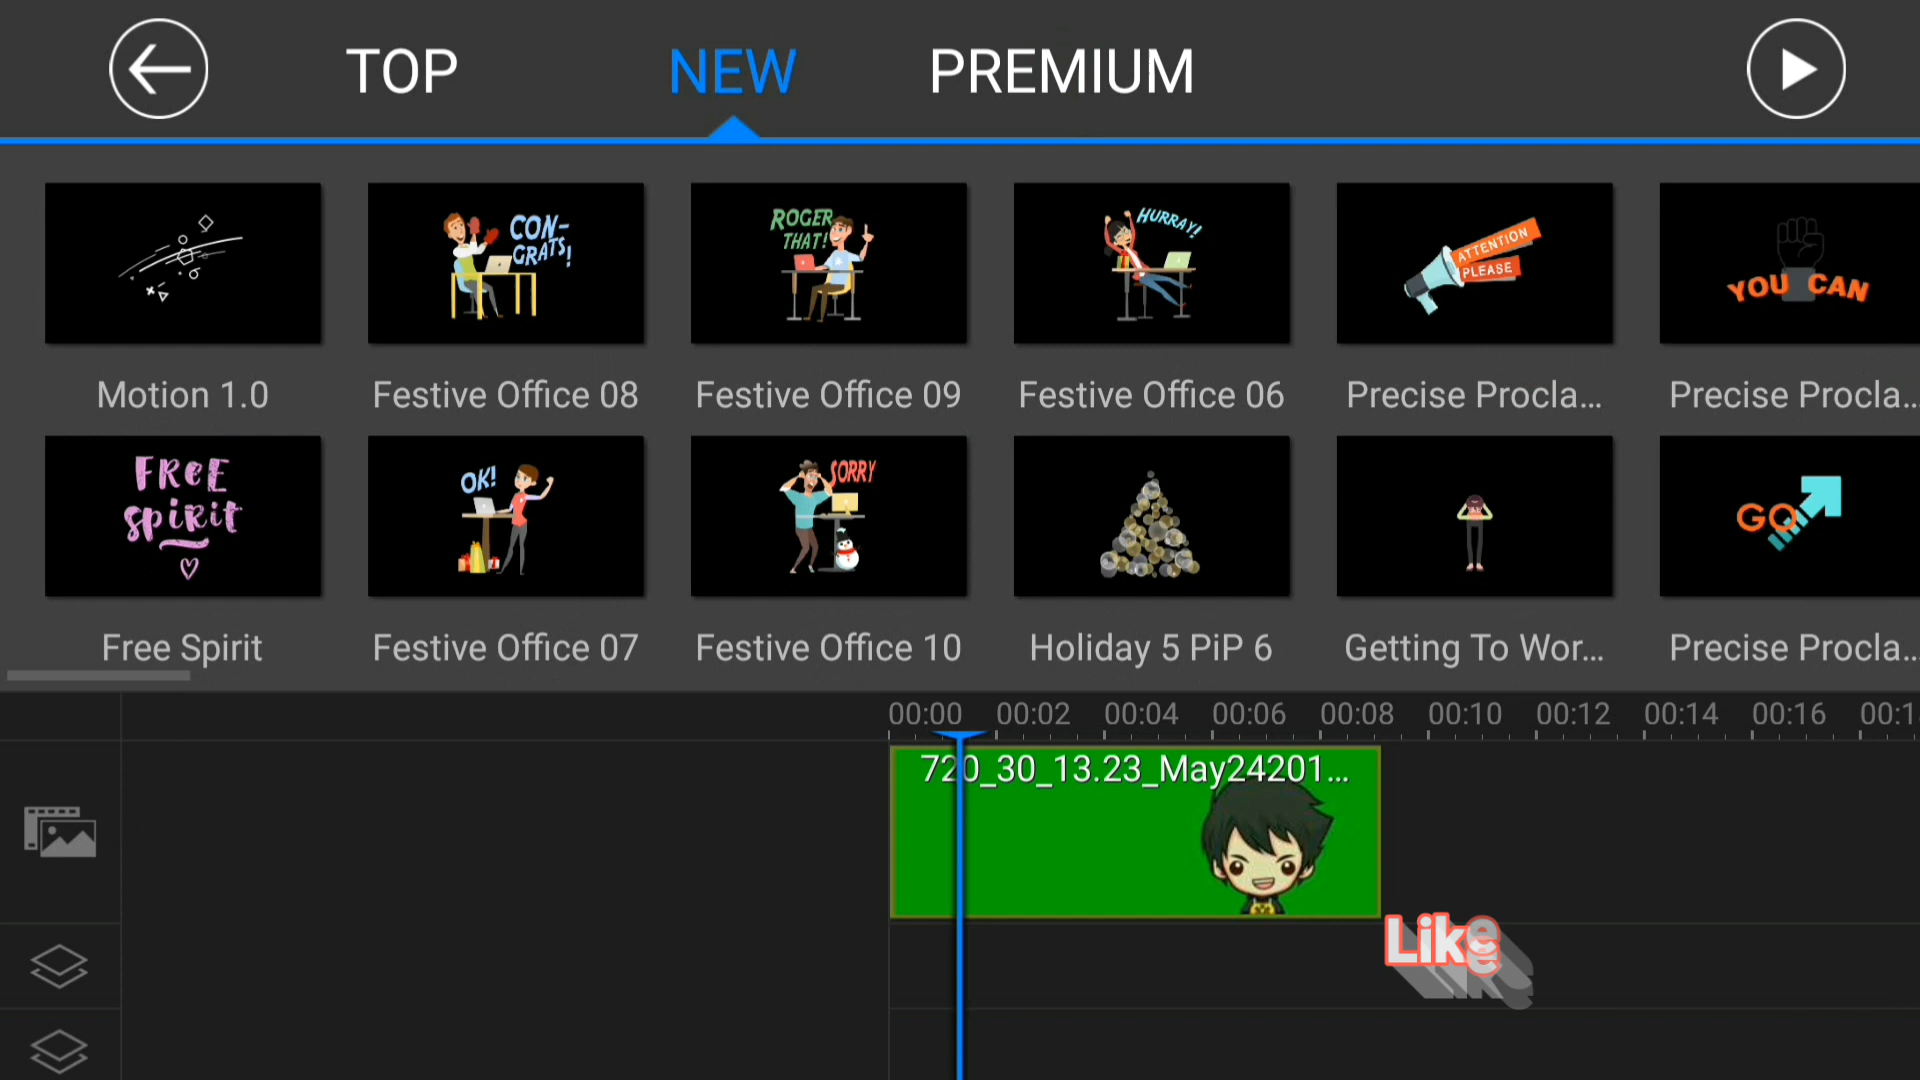 TOP NEW PREMIUM
CON-
GRATS!
ROGER
THAT!
HURRAY!
ATTENTION
PLEASE
YOU CAN
Motion 1.0 Festive Office 08 Festive Office 09 Festive Office 06 Precise Procla... Precise Procla...
FREE
SPIRIT
OK!
SORRY
GO
Free Spirit Festive Office 07 Festive Office 10 Holiday 5 PiP 6 Getting To Wor... Precise Procla...
00:00 00:02 00:04 00:06 00:08 00:10 00:12 00:14 00:16 00:1
720_30_13.23_May24201...
Like